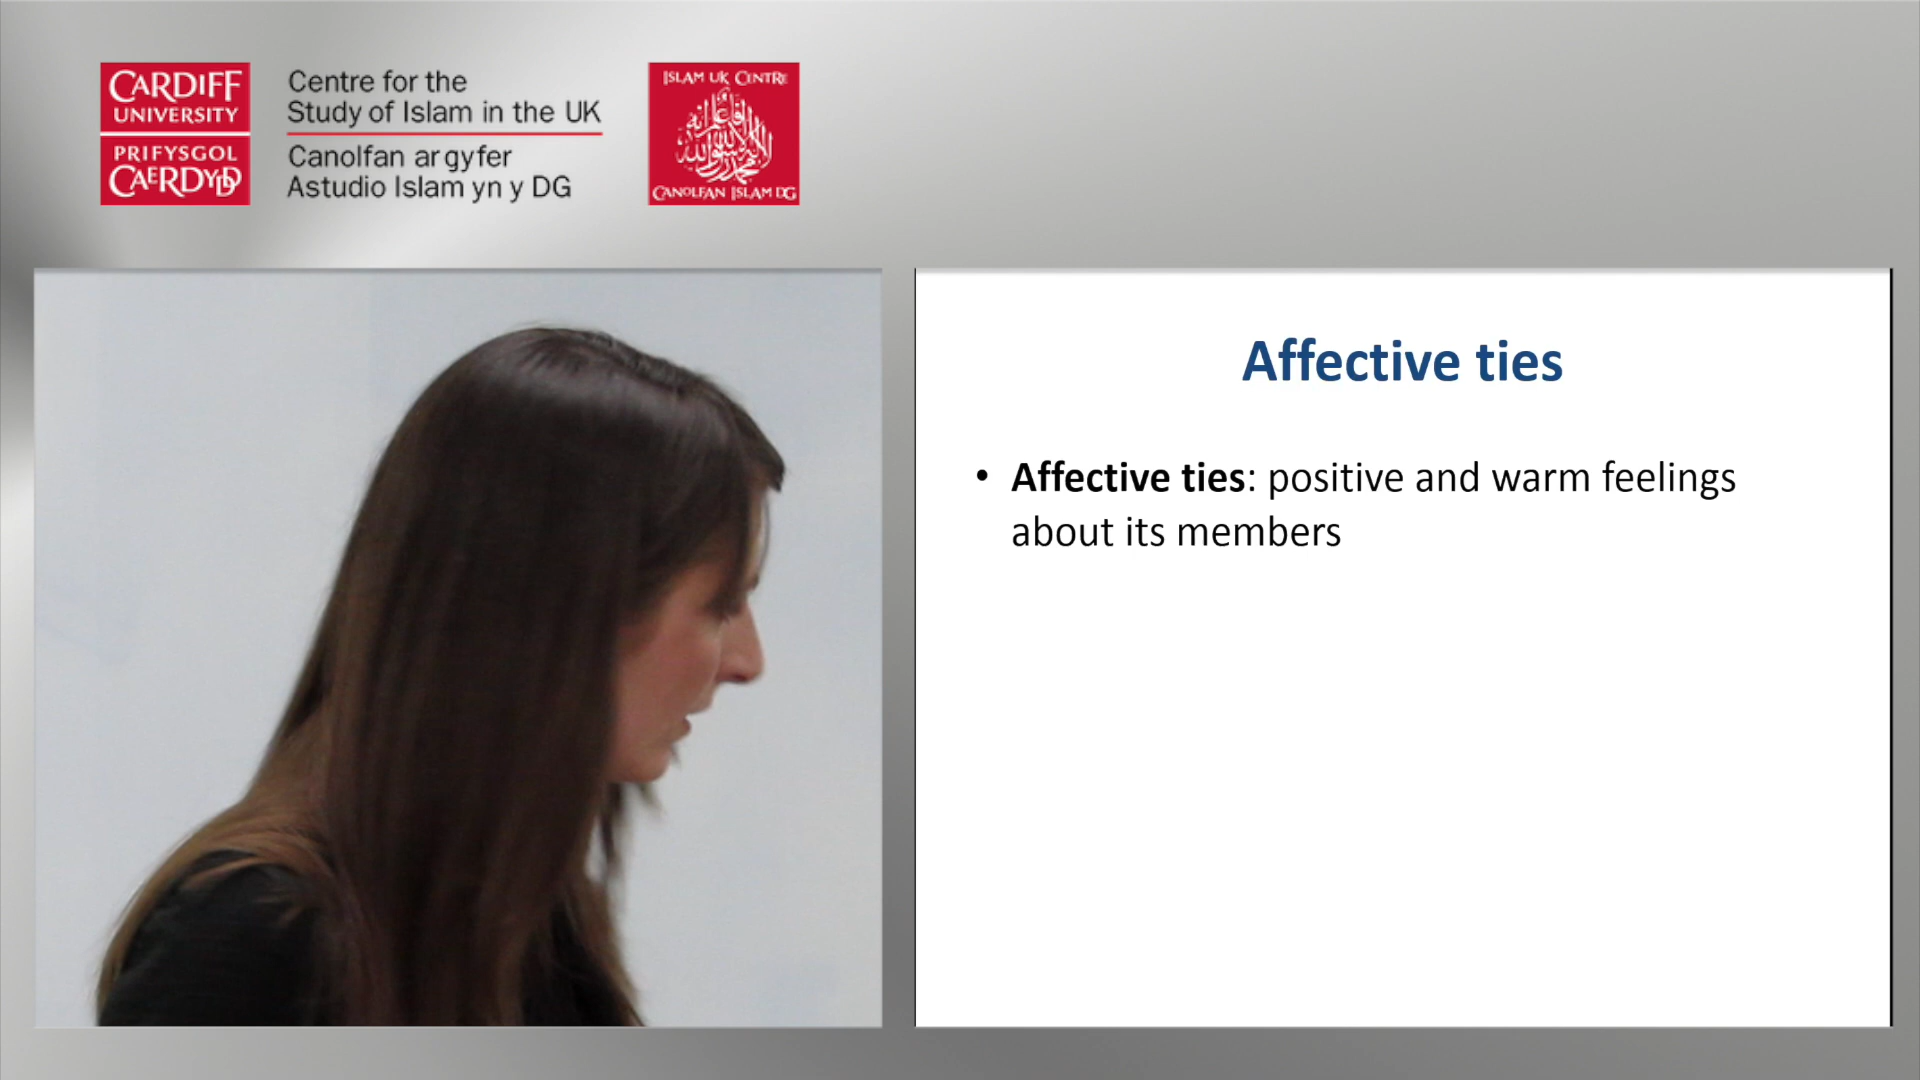 CARDIFF
UNIVERSITY
PRIFYSGOL
CAERDYDD
Centre for the
Study of Islam in the UK
Canolfan ar gyfer
Astudio Islam yn y DG
ISLAM UK CENTRE
CANOLFAN ISLAM DG
Affective ties
• Affective ties: positive and warm feelings
about its members